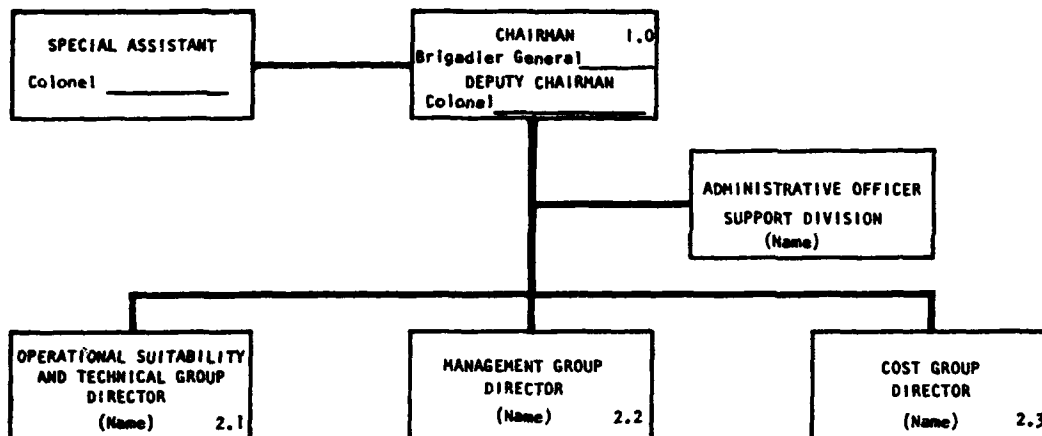 SPECIAL ASSISTANT
Colonel
CHAIRMAN 1.0
Brigadier General
DEPUTY CHAIRMAN
Colonel
ADMINISTRATIVE OFFICER
SUPPORT DIVISION
(Name)
OPERATIONAL SUITABILITY
AND TECHNICAL GROUP
DIRECTOR
(Name) 2.1
MANAGEMENT GROUP
DIRECTOR
(Name) 2.2
COST GROUP
DIRECTOR
(Name) 2.3